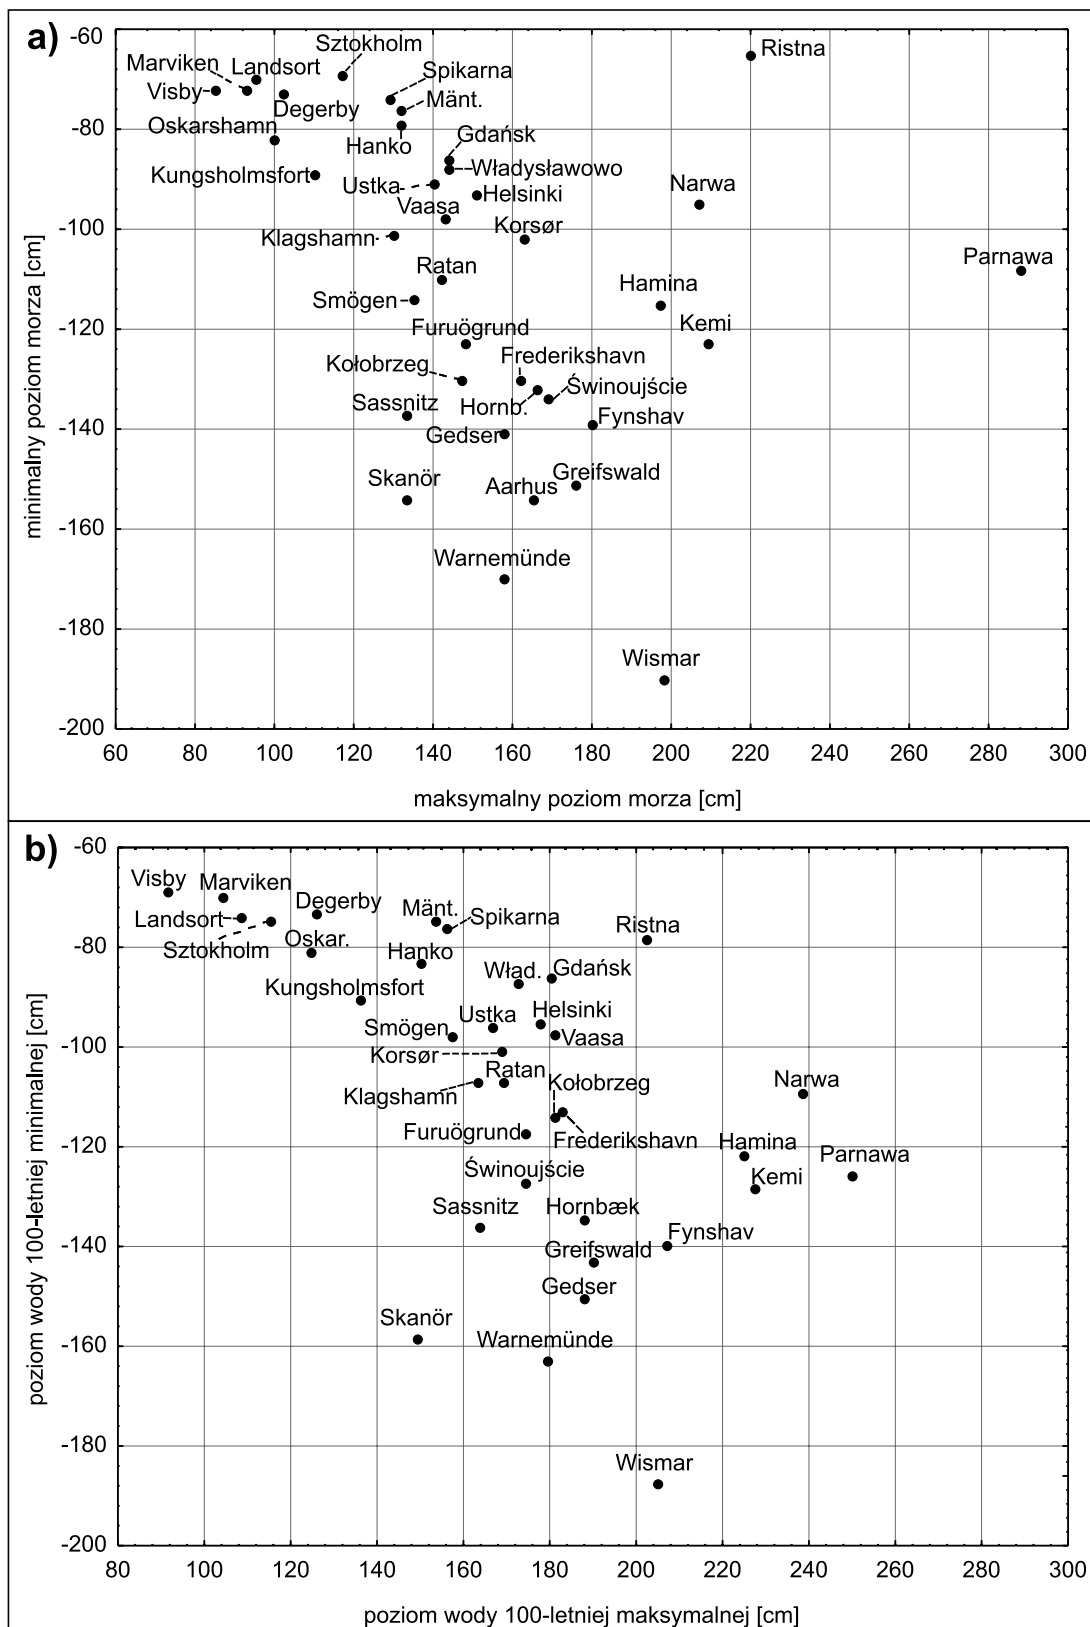 a)
-60
-80
-100
-120
-140
-160
-180
-200
minimalny poziom morza [cm]
Sztokholm
Ristna
Marviken
Landsort
Spikarna
Visby
Mänt.
Degerby
Oskarshamn
Gdańsk
Hanko
Władysławowo
Kungsholmsfort
Ustka
Narwa
Helsinki
Vaasa
Korsør
Klagshamn
Parnawa
Ratan
Hamina
Smögen
Kemi
Furuögrund
Frederikshavn
Kołobrzeg
Świnoujście
Sassnitz
Hornb.
Fynshav
Gedser
Skanör
Greifswald
Aarhus
Warnemünde
Wismar
60 80 100 120 140 160 180 200 220 240 260 280 300
maksymalny poziom morza [cm]
b)
-60
-80
-100
-120
-140
-160
-180
-200
poziom wody 100-letniej minimalnej [cm]
Visby
Marviken
Degerby
Mänt.
Landsort
Spikarna
Ristna
Sztokholm
Oskar.
Hanko
Wład.
Gdańsk
Kungsholmsfort
Helsinki
Ustka
Smögen
Vaasa
Korsør
Ratan
Kołobrzeg
Narwa
Klagshamn
Furuögrund
Frederikshavn
Hamina
Parnawa
Świnoujście
Kemi
Sassnitz
Hornbæk
Fynshav
Greifswald
Gedser
Skanör
Warnemünde
Wismar
80 100 120 140 160 180 200 220 240 260 280 300
poziom wody 100-letniej maksymalnej [cm]